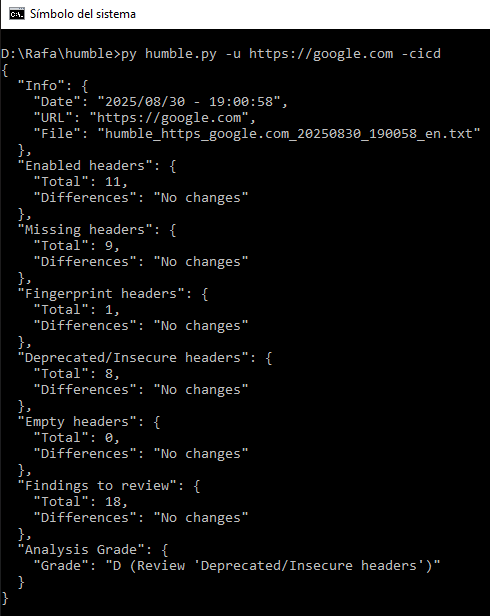 Símbolo del sistema
D:\Rafa\humble>py humble.py -u https://google.com -cicd
{
  "Info": {
    "Date": "2025/08/30 - 19:00:58",
    "URL": "https://google.com",
    "File": "humble_https_google.com_20250830_190058_en.txt"
  },
  "Enabled headers": {
    "Total": 11,
    "Differences": "No changes"
  },
  "Missing headers": {
    "Total": 9,
    "Differences": "No changes"
  },
  "Fingerprint headers": {
    "Total": 1,
    "Differences": "No changes"
  },
  "Deprecated/Insecure headers": {
    "Total": 8,
    "Differences": "No changes"
  },
  "Empty headers": {
    "Total": 0,
    "Differences": "No changes"
  },
  "Findings to review": {
    "Total": 18,
    "Differences": "No changes"
  },
  "Analysis Grade": {
    "Grade": "D (Review 'Deprecated/Insecure headers')"
  }
}